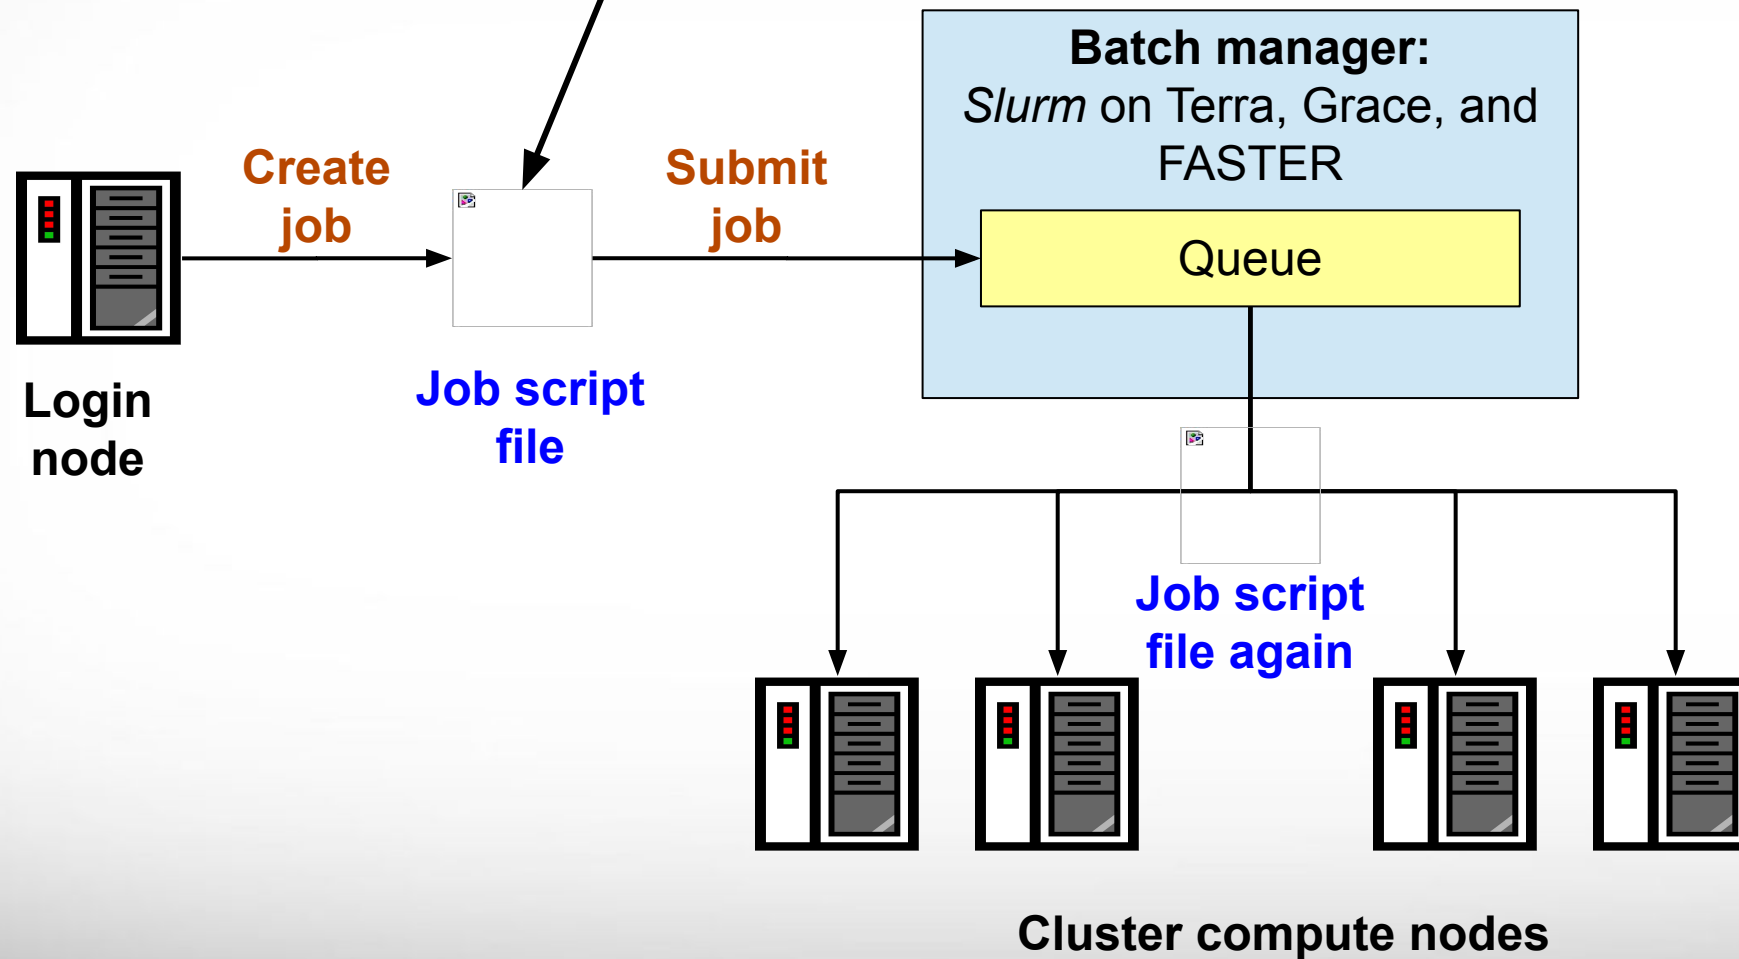 Batch manager:
Slurm on Terra, Grace, and
FASTER
Create
job
Submit
job
Queue
Login
node
Job script
file
Job script
file again
Cluster compute nodes